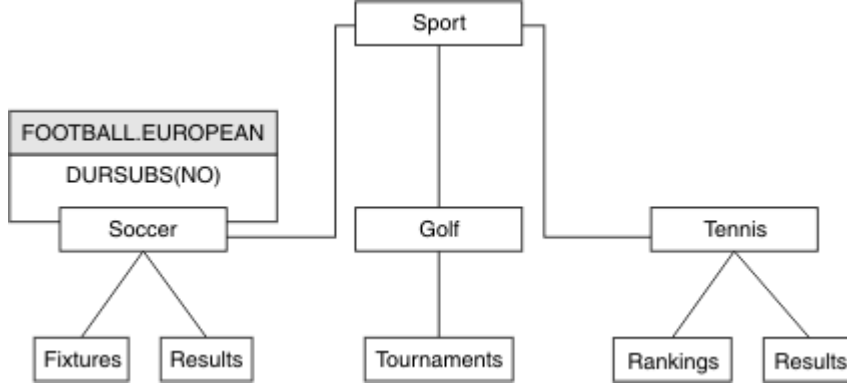 Sport
FOOTBALL.EUROPEAN
DURSUBS(NO)
Soccer
Golf
Tennis
Fixtures
Results
Tournaments
Rankings
Results